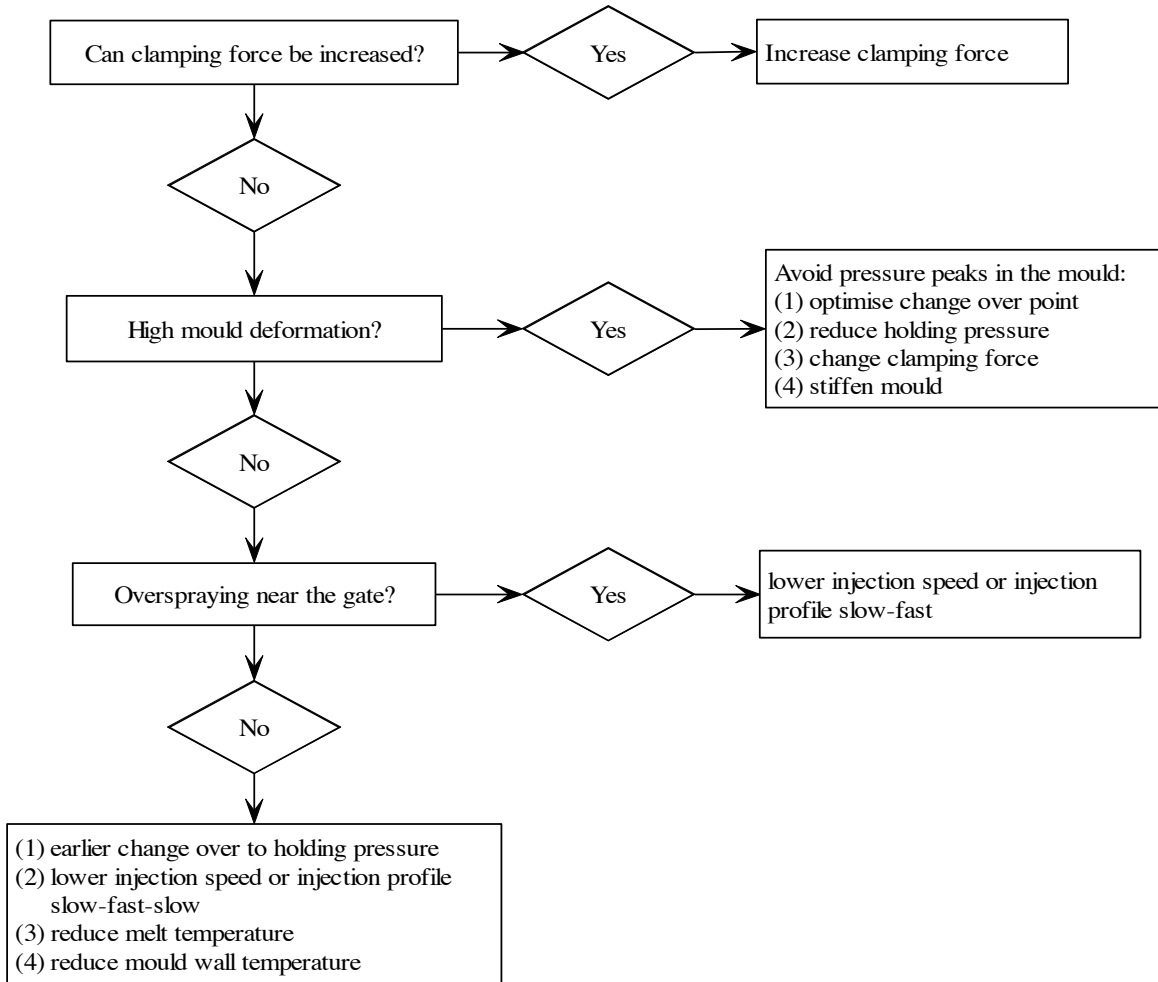 Can clamping force be increased?
Yes
Increase clamping force
No
High mould deformation?
Yes
Avoid pressure peaks in the mould:
(1) optimise change over point
(2) reduce holding pressure
(3) change clamping force
(4) stiffen mould
No
Overspraying near the gate?
Yes
lower injection speed or injection
profile slow-fast
No
(1) earlier change over to holding pressure
(2) lower injection speed or injection profile
slow-fast-slow
(3) reduce melt temperature
(4) reduce mould wall temperature